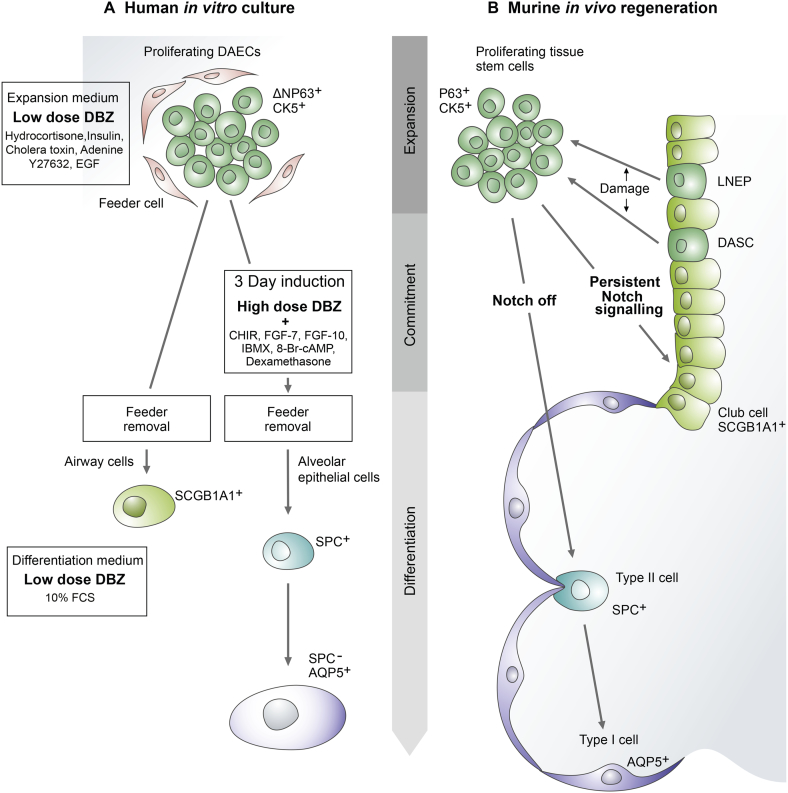 A Human in vitro culture
Proliferating DAECs
Expansion medium
Low dose DBZ
Hydrocortisone,Insulin,
Cholera toxin, Adenine
Y27632, EGF
ΔNP63+
CK5+
Feeder cell
3 Day induction
High dose DBZ
+
CHIR, FGF-7, FGF-10,
IBMX, 8-Br-cAMP,
Dexamethasone
Feeder
removal
Feeder
removal
Airway cells
Alveolar
epithelial cells
SCGB1A1+
SPC+
Differentiation medium
Low dose DBZ
10% FCS
SPC-
AQP5+
Expansion
Commitment
Differentiation
B Murine in vivo regeneration
Proliferating tissue
stem cells
P63+
CK5+
Damage
LNEP
DASC
Notch off
Persistent
Notch
signalling
Club cell
SCGB1A1+
Type II cell
SPC+
Type I cell
AQP5+